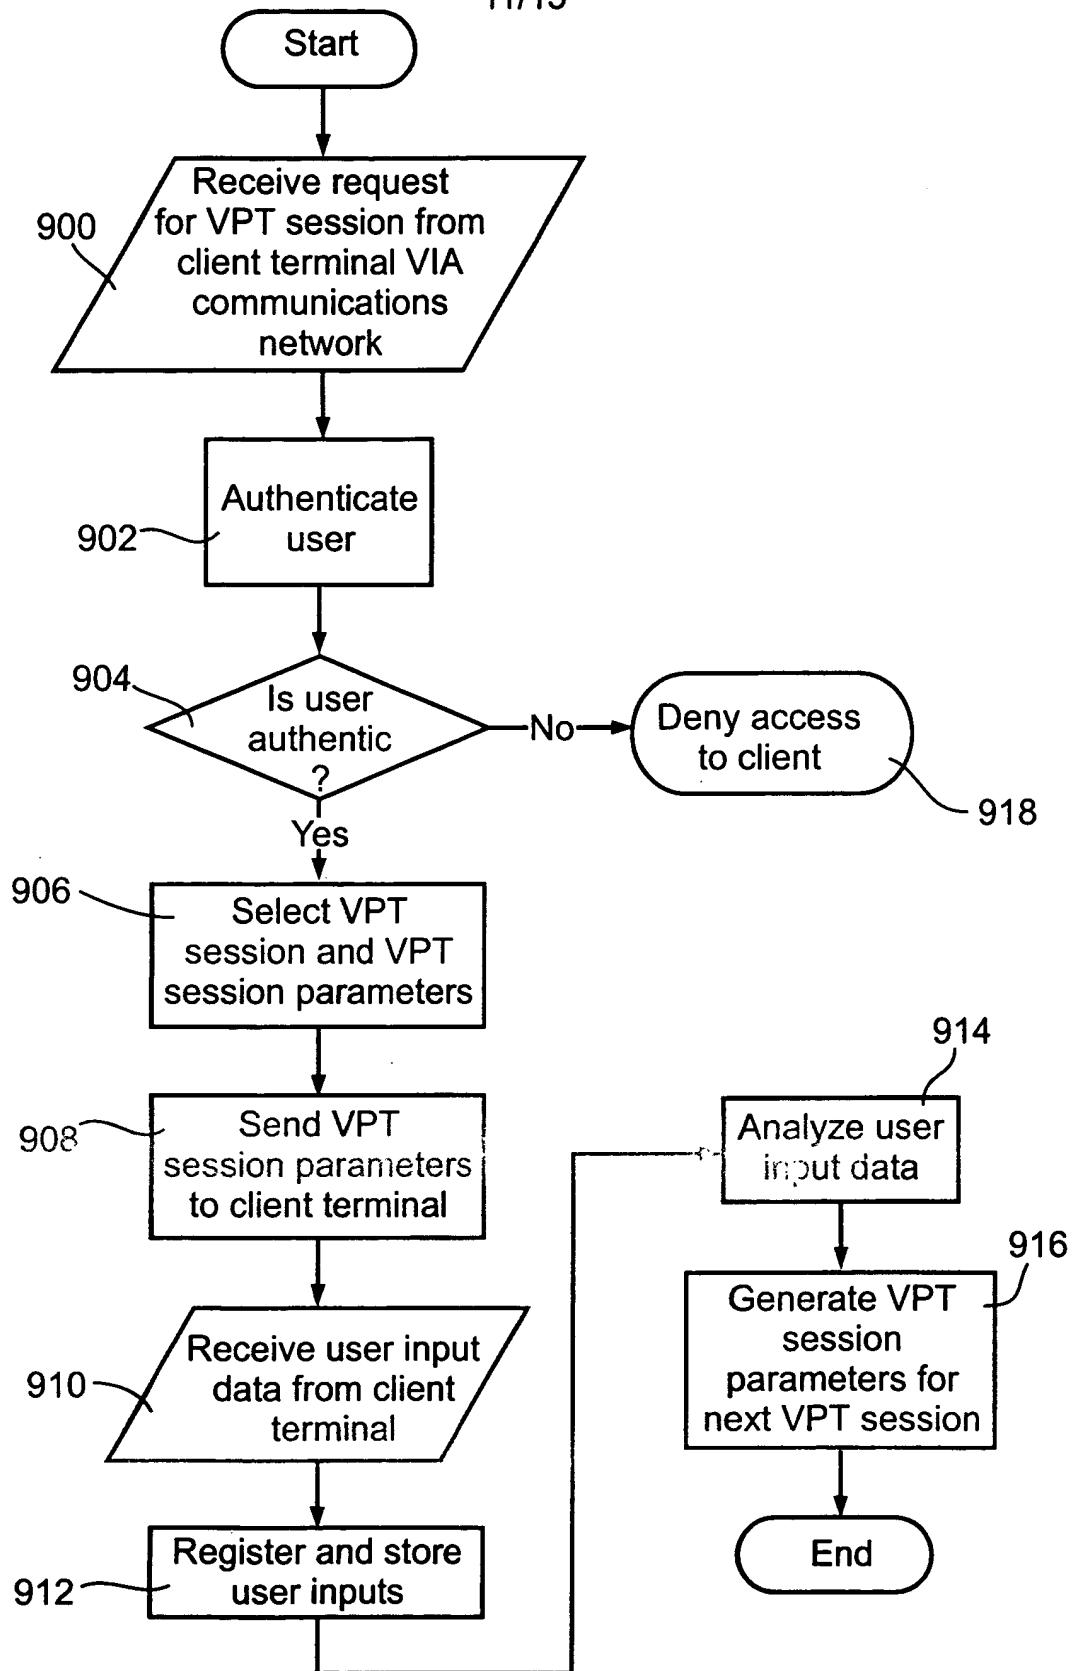 Start
900
Receive request
for VPT session from
client terminal VIA
communications
network
902
Authenticate
user
904
Is user
authentic
?
No
Deny access
to client
918
Yes
906
Select VPT
session and VPT
session parameters
908
Send VPT
session parameters
to client terminal
910
Receive user input
data from client
terminal
912
Register and store
user inputs
914
Analyze user
input data
916
Generate VPT
session
parameters for
next VPT session
End